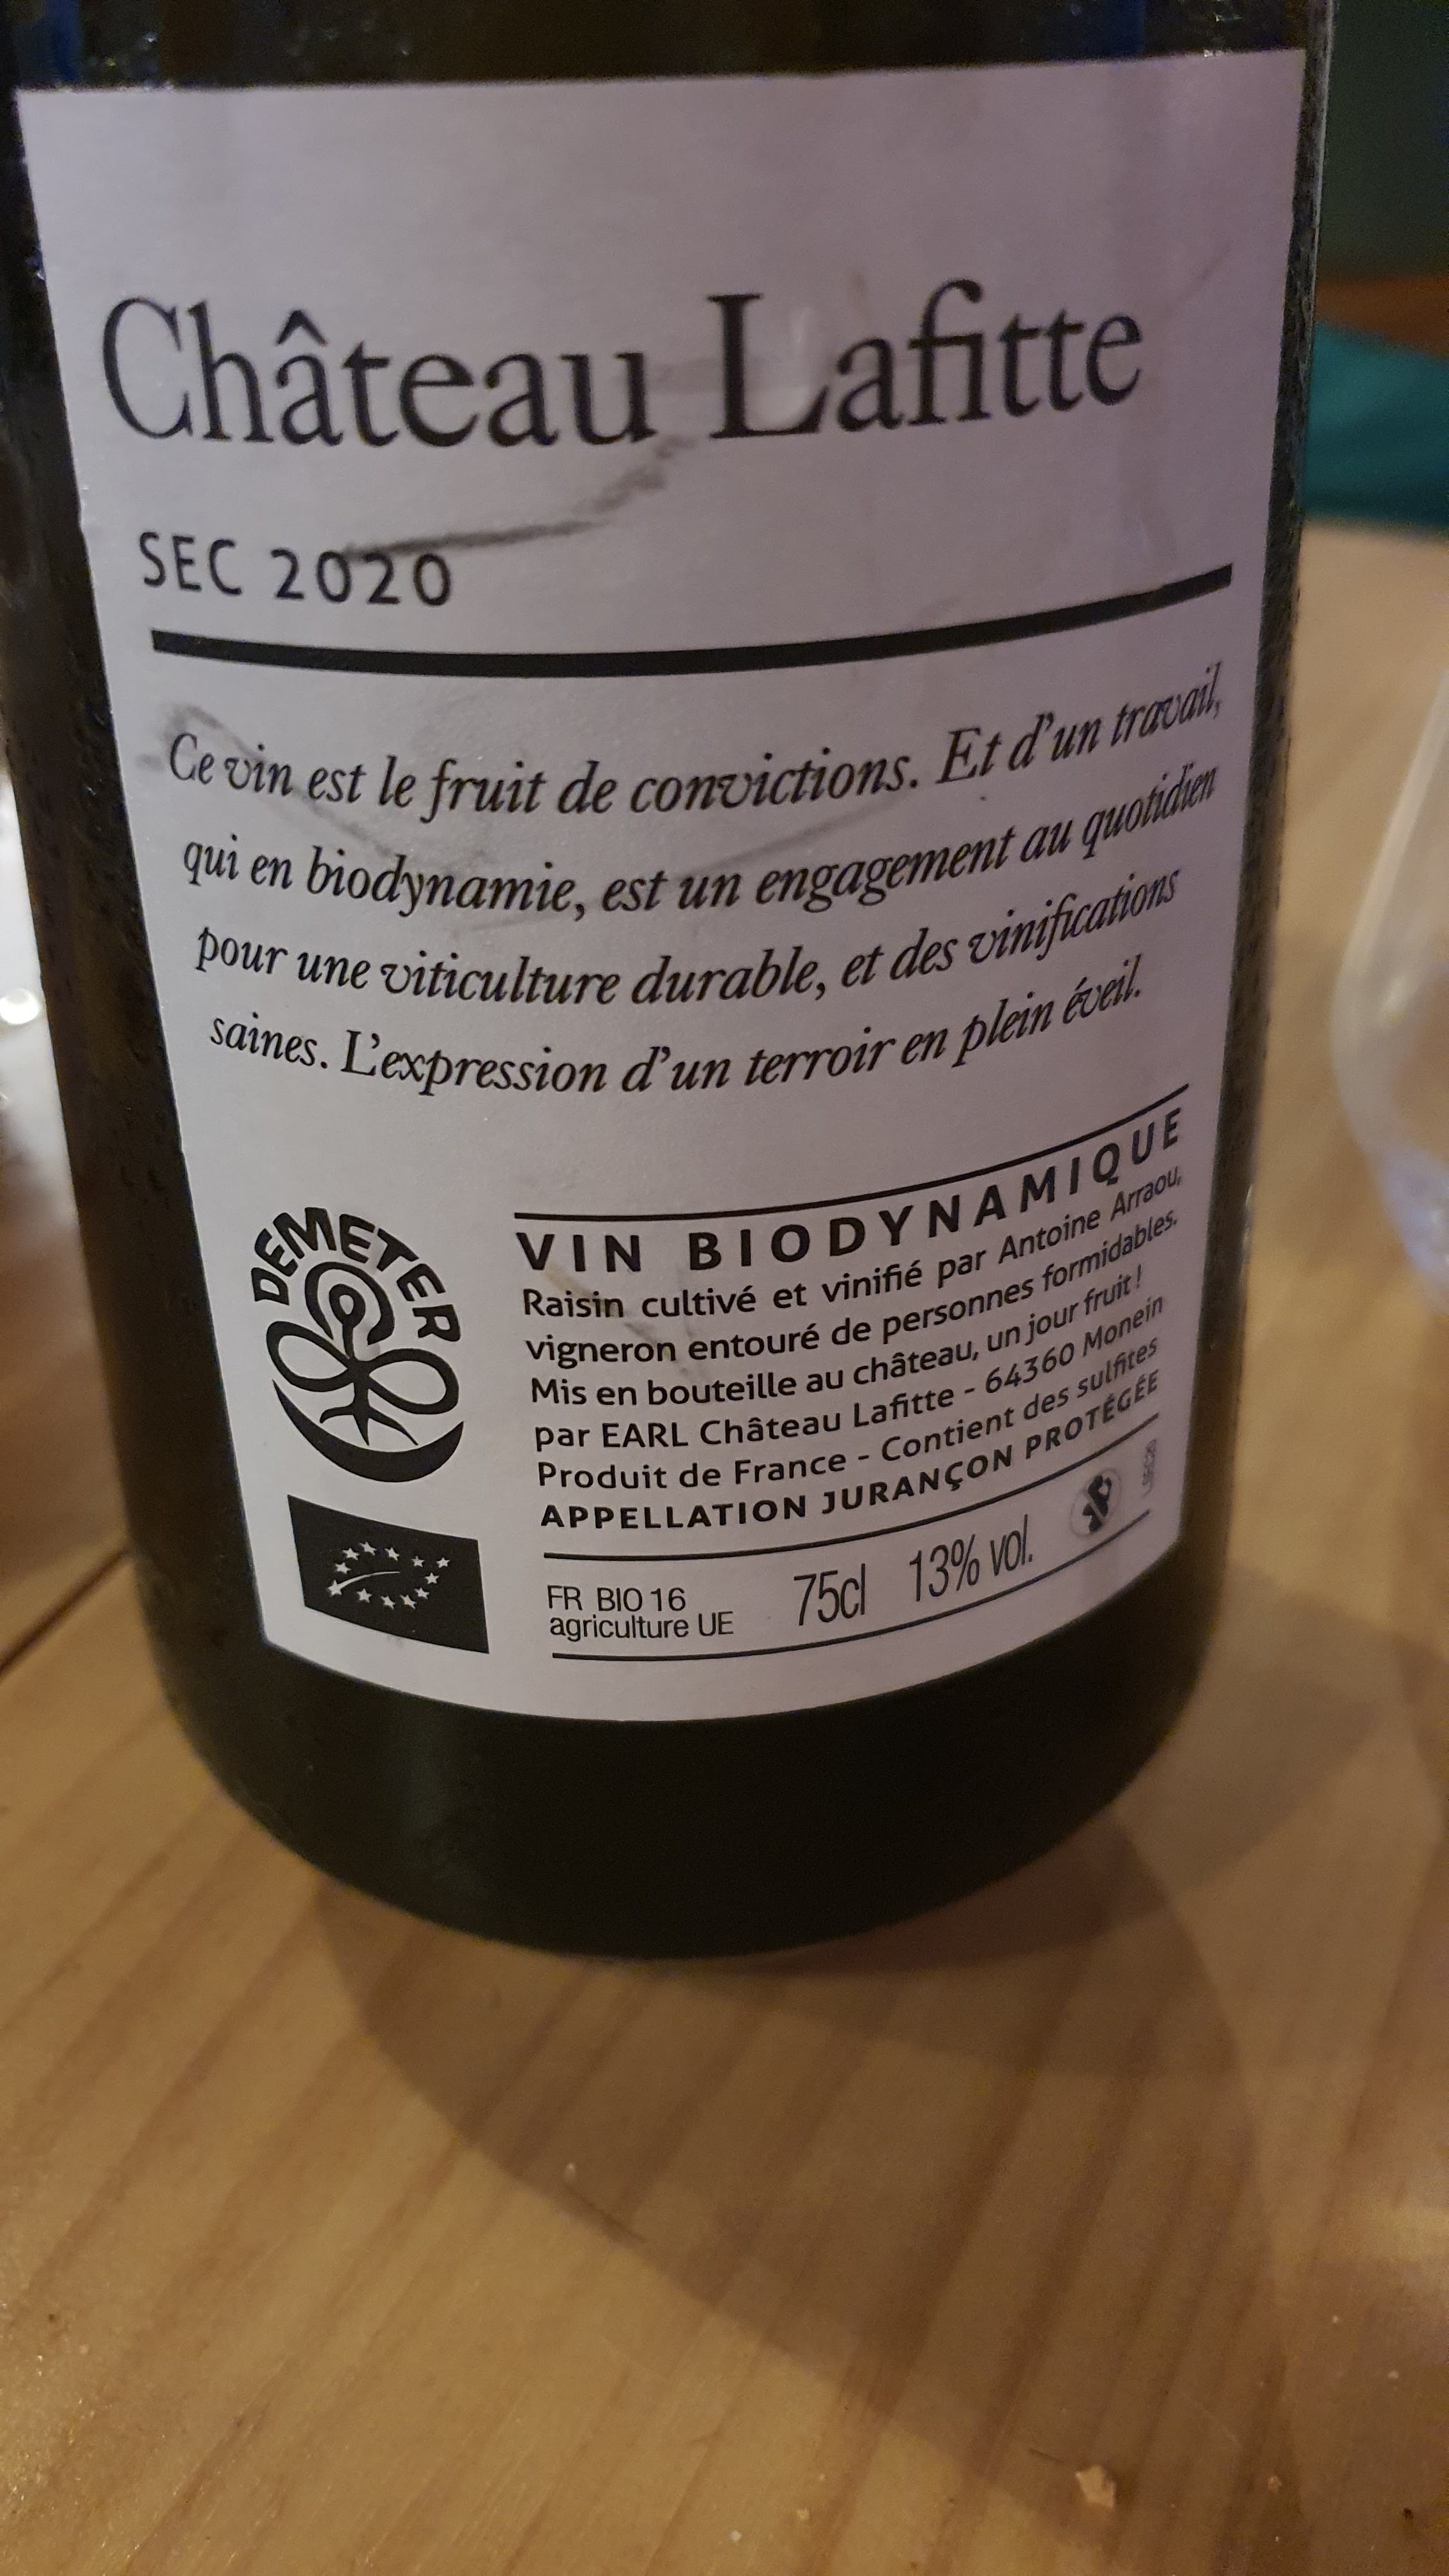 Château Lafitte
SEC 2020
Ce vin est le fruit de convictions. Et d'un travail,
qui en biodynamie, est un engagement au quotidien
pour une viticulture durable, et des vinifications
saines. L'expression d'un terroir en plein éveil.
DEMETER
VIN BIODYNAMIQUE
Raisin cultivé et vinifié par Antoine Arraou,
vigneron entouré de personnes formidables.
Mis en bouteille au château, un jour fruit !
par EARL Château Lafitte - 64360 Monein
Produit de France - Contient des sulfites
APPELLATION JURANÇON PROTÉGÉE
FR BIO 16
agriculture UE
75cl 13% vol.